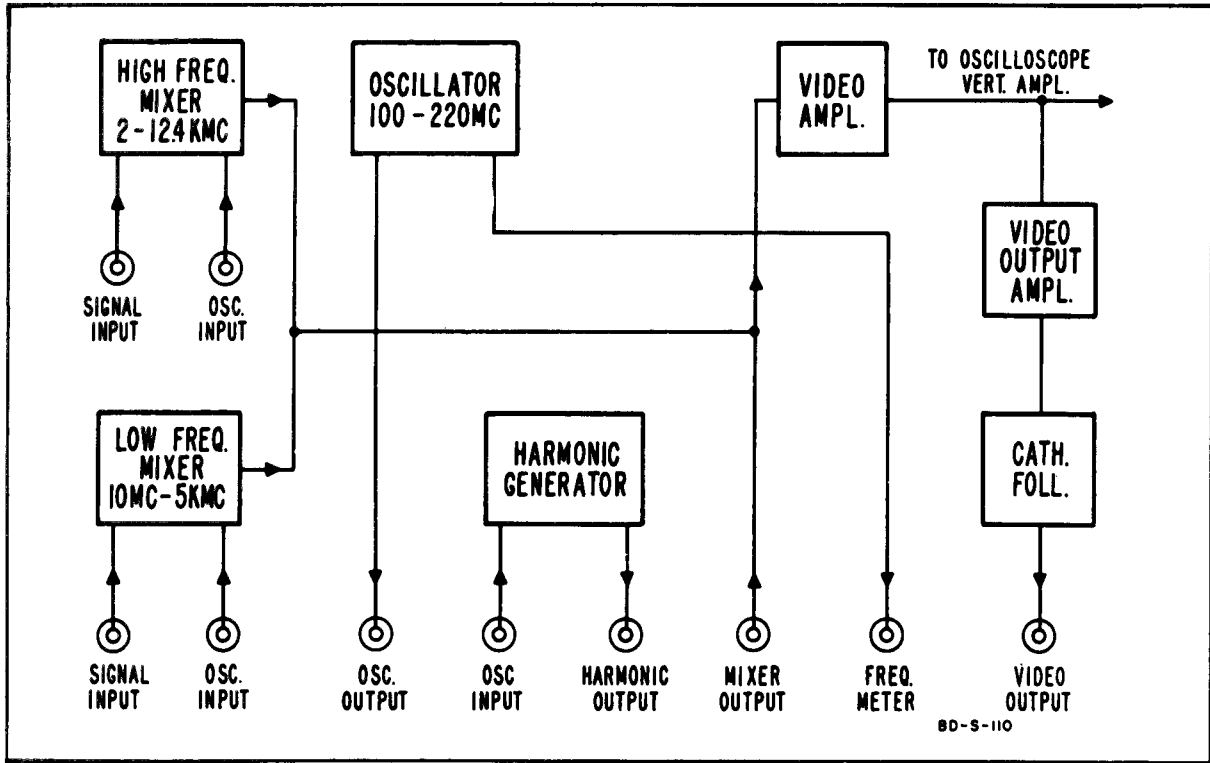 HIGH FREQ.
MIXER
2-12.4KMC
OSCILLATOR
100-220MC
VIDEO
AMPL.
TO OSCILLOSCOPE
VERT. AMPL.
SIGNAL
INPUT
OSC.
INPUT
VIDEO
OUTPUT
AMPL.
LOW FREQ.
MIXER
10MC-5KMC
HARMONIC
GENERATOR
CATH.
FOLL.
SIGNAL
INPUT
OSC.
INPUT
OSC.
OUTPUT
OSC
INPUT
HARMONIC
OUTPUT
MIXER
OUTPUT
FREQ.
METER
VIDEO
OUTPUT
BD-S-110